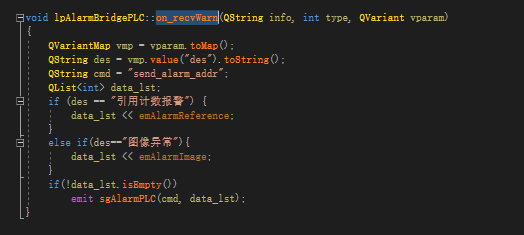 void lpAlarmBridgePLC::on_recvWarn(QString info, int type, QVariant vparam)
{
    QVariantMap vmp = vparam.toMap();
    QString des = vmp.value("des").toString();
    QString cmd = "send_alarm_addr";
    QList<int> data_lst;
    if (des == "引用计数报警") {
        data_lst << emAlarmReference;
    }
    else if(des=="图像异常"){
        data_lst << emAlarmImage;
    }
    if(!data_lst.isEmpty())
        emit sgAlarmPLC(cmd, data_lst);
}